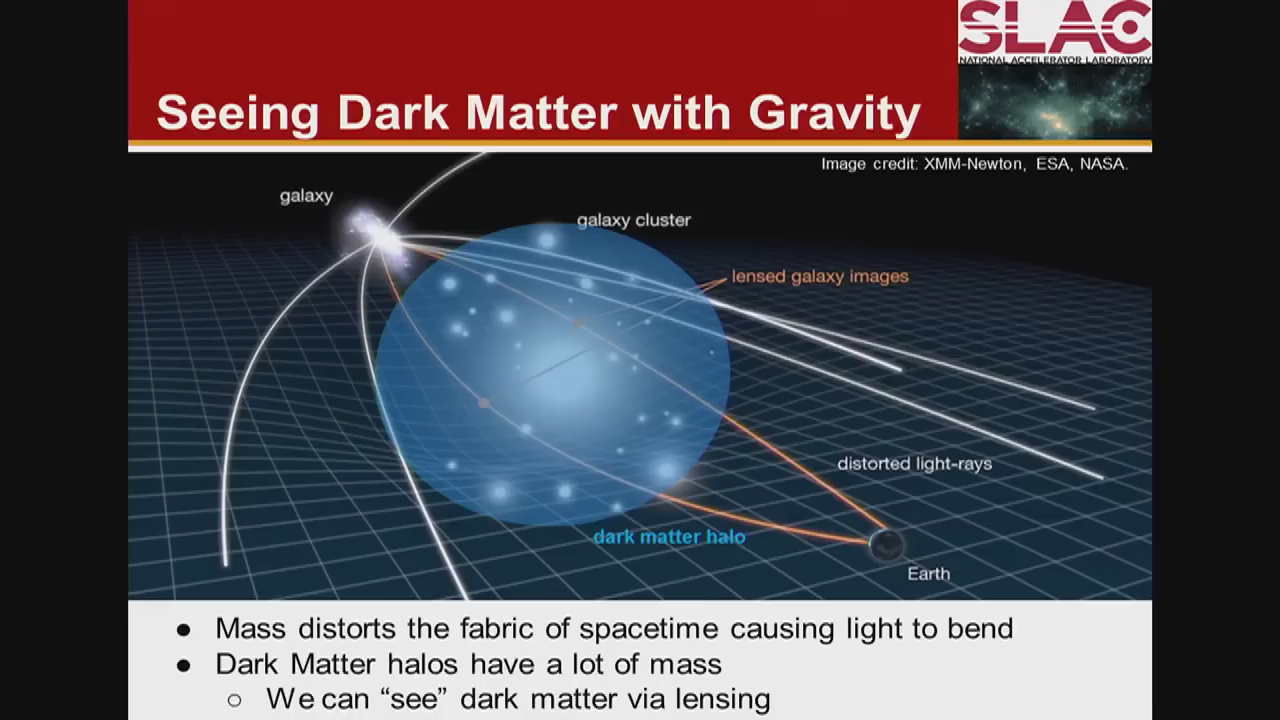 SLAC
NATIONAL ACCELERATOR LABORATORY
Seeing Dark Matter with Gravity
Image credit: XMM-Newton, ESA, NASA.
galaxy
galaxy cluster
lensed galaxy images
distorted light-rays
dark matter halo
Earth
● Mass distorts the fabric of spacetime causing light to bend
● Dark Matter halos have a lot of mass
○ We can “see” dark matter via lensing